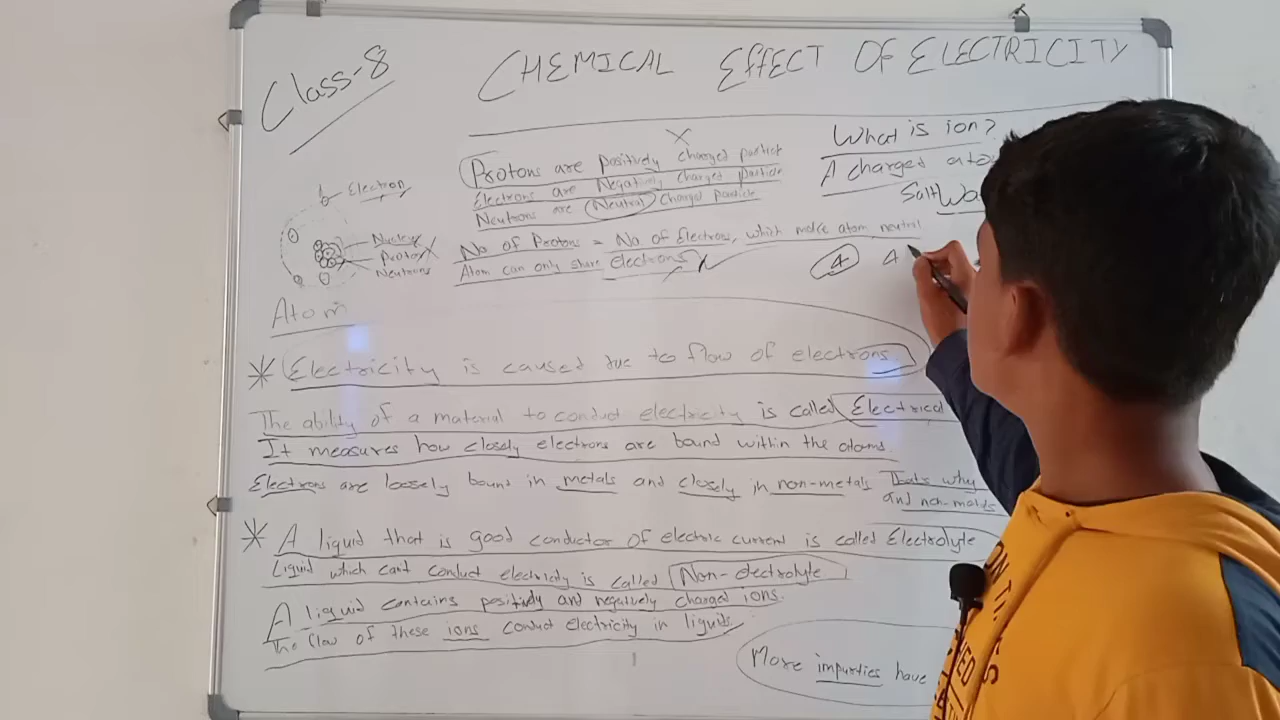 Class-8
CHEMICAL EFFECT OF ELECTRICITY
Electron
Nucleus
Proton
Neutrons
Atom
Protons are positively charged particle
Electrons are Negatively charged particle
Neutrons are Neutral Charged particle
No of Protons = No of Electrons, which make atom neutral
Atom can only share electrons
What is ion?
A charged atom
Salt Wa
4 4
Electricity is caused due to flow of electrons
The ability of a material to conduct electricity is called Electrical
It measures how closely electrons are bound within the atoms.
Electrons are loosely bound in metals and closely in non-metals That's why
and non-metals
A liquid that is good conductor of electric current is called Electrolyte
Liquid which can't conduct electricity is called Non-electrolyte
A liquid contains positively and negatively charged ions.
The flow of these ions conduct electricity in liquids.
More impurties have